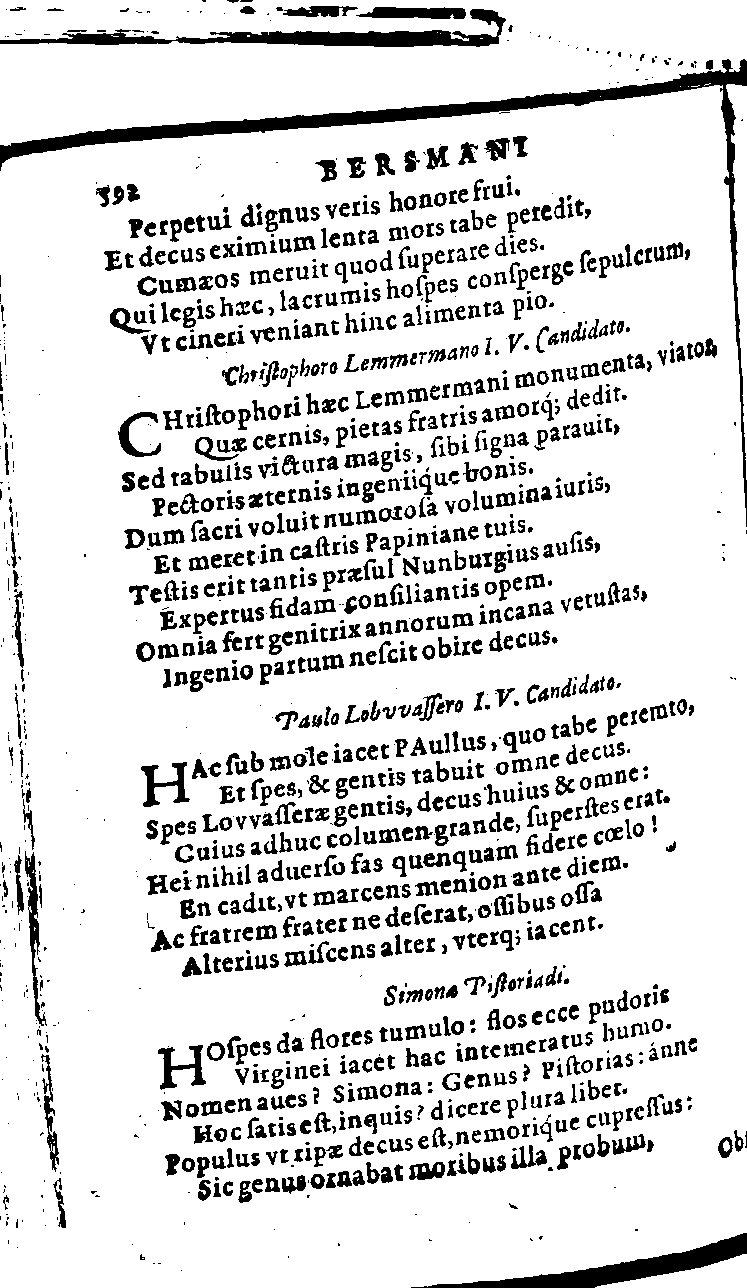 592 BERSMANI
Perpetui dignus veris honore frui.
Et decus eximium lenta mors tabe peredit,
Cumæos meruit quod ſuperare dies.
Qui legis hæc, lacrumis hoſpes conſperge ſepulcrum,
Vt cineri veniant hinc alimenta pio.
Chriſtophoro Lemmermano I. V. Candidato.
CHriſtophori hæc Lemmermani monumenta, viator,
Quæ cernis, pietas fratris amorq́; dedit.
Sed tabulis victura magis, ſibi ſigna parauit,
Pectoris æternis ingeniiq́ue bonis.
Dum ſacri voluit numoroſa volumina iuris,
Et meret in caſtris Papiniane tuis.
Teſtis erit tantis præſul Nunburgius auſis,
Expertus fidam conſiliantis opem.
Omnia fert genitrix annorum incana vetuſtas,
Ingenio partum neſcit obire decus.
Paulo Lobvvaſſero I. V. Candidato.
HAc ſub mole iacet PAullus, quo tabe peremto,
Et ſpes, & gentis tabuit omne decus.
Spes Lovvaſſeræ gentis, decus huius & omne:
Cuius adhuc columen grande, ſuperſtes erat.
Hei nihil aduerſo fas quenquam fidere cœlo!
En cadit, vt marcens menion ante diem.
Ac fratrem frater ne deſerat, oſſibus oſſa
Alterius miſcens alter, vterq; iacent.
Simonæ Piſtoriadi.
HOſpes da flores tumulo: flos ecce pudoris
Virginei iacet hac intemeratus humo.
Nomen aues? Simona: Genus? Piſtorias: ánne
Hoc ſatis eſt, inquis? dicere plura libet.
Populus vt ripæ decus eſt, nemoriq́ue cupreſſus:
Sic genus ornabat moribus illa probum,